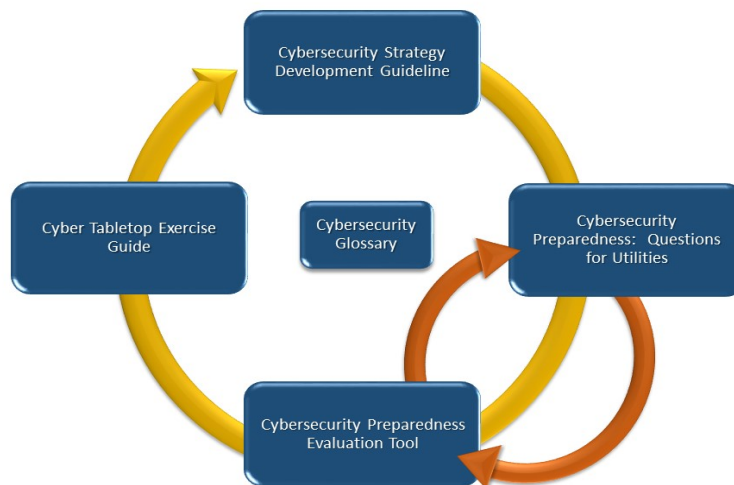 Cybersecurity Strategy
Development Guideline
Cyber Tabletop Exercise
Guide
Cybersecurity
Glossary
Cybersecurity
Preparedness: Questions
for Utilities
Cybersecurity Preparedness
Evaluation Tool